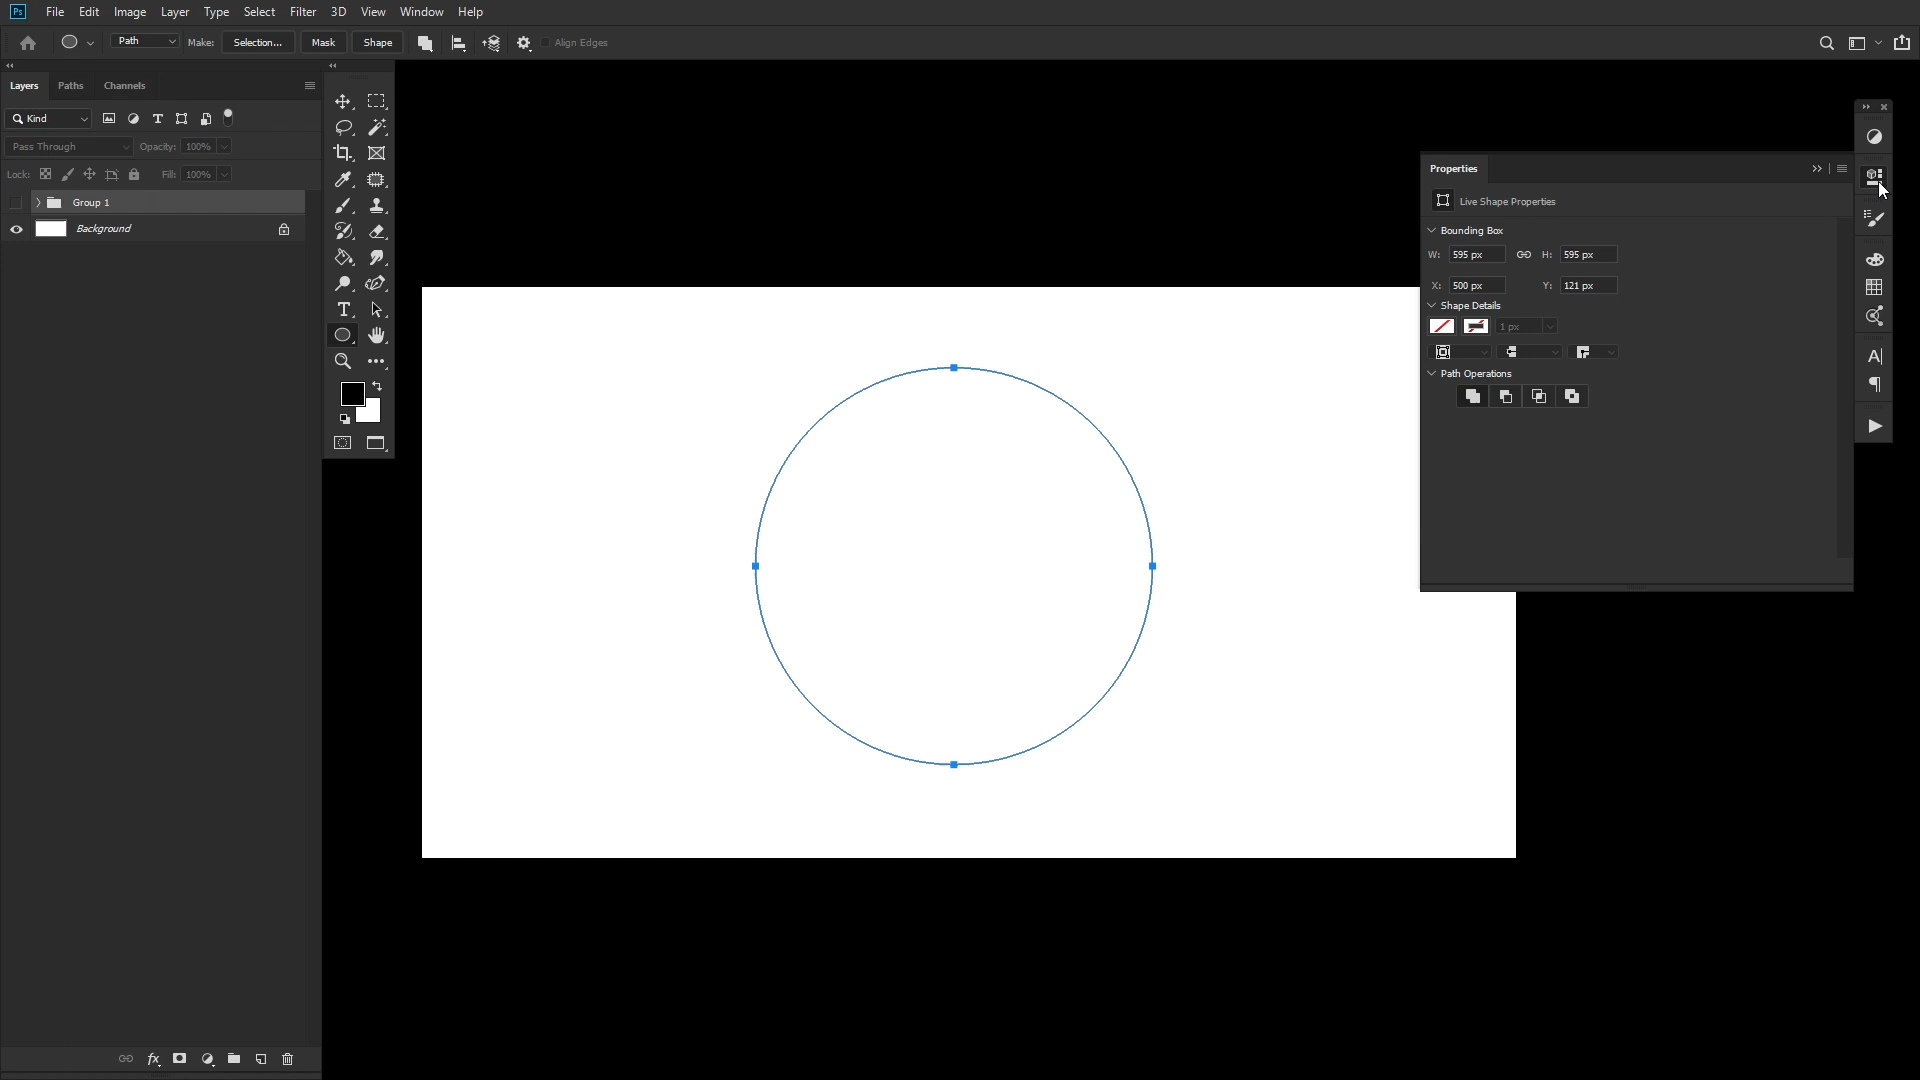 Ps File Edit Image Layer Type Select Filter 3D View Window Help
Path Make: Selection... Mask Shape Align Edges
Layers Paths Channels
Kind
Pass Through Opacity: 100%
Lock: Fill: 100%
Group 1
Background
Properties
Live Shape Properties
Bounding Box
W: 595 px H: 595 px
X: 500 px Y: 121 px
Shape Details
1 px
Path Operations